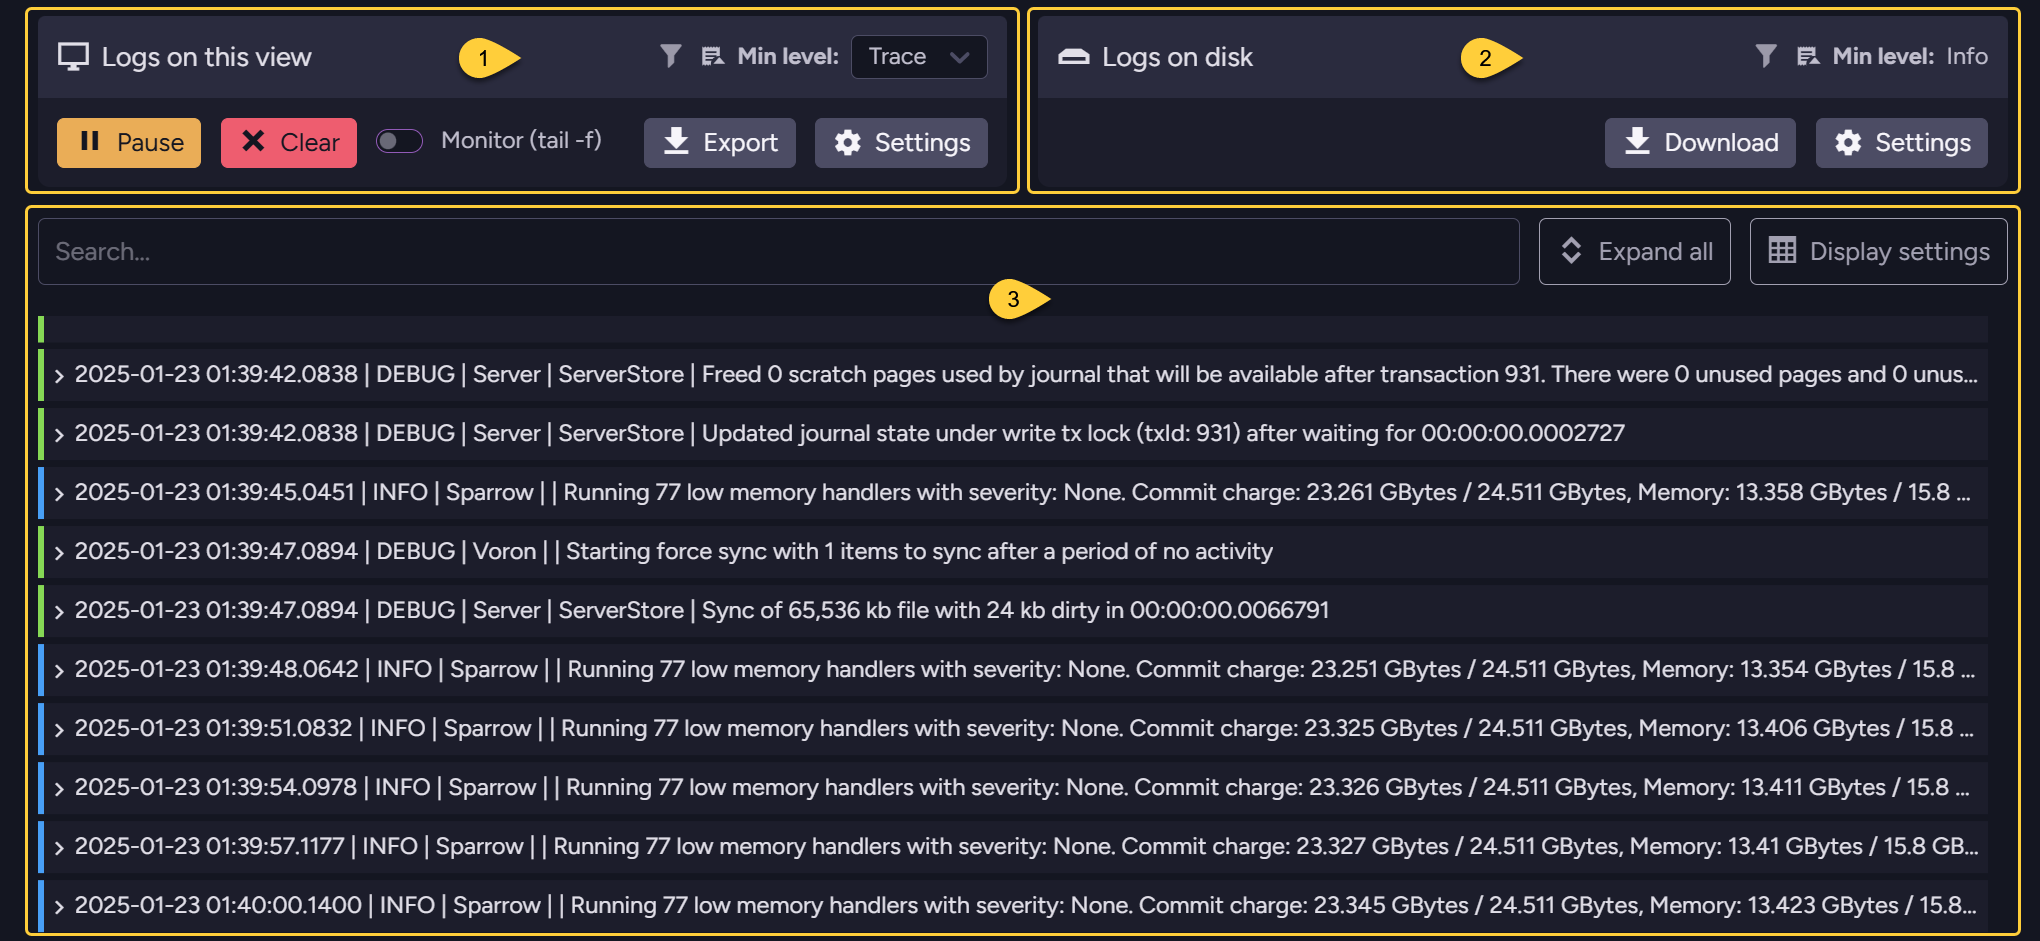 Logs on this view
1
Min level:
Trace
Pause
Clear
Monitor (tail -f)
Export
Settings
Logs on disk
2
Min level: Info
Download
Settings
Search...
Expand all
Display settings
3
2025-01-23 01:39:42.0838 | DEBUG | Server | ServerStore | Freed 0 scratch pages used by journal that will be available after transaction 931. There were 0 unused pages and 0 unus...
2025-01-23 01:39:42.0838 | DEBUG | Server | ServerStore | Updated journal state under write tx lock (txId: 931) after waiting for 00:00:00.0002727
2025-01-23 01:39:45.0451 | INFO | Sparrow | | Running 77 low memory handlers with severity: None. Commit charge: 23.261 GBytes / 24.511 GBytes, Memory: 13.358 GBytes / 15.8 ...
2025-01-23 01:39:47.0894 | DEBUG | Voron | | Starting force sync with 1 items to sync after a period of no activity
2025-01-23 01:39:47.0894 | DEBUG | Server | ServerStore | Sync of 65,536 kb file with 24 kb dirty in 00:00:00.0066791
2025-01-23 01:39:48.0642 | INFO | Sparrow | | Running 77 low memory handlers with severity: None. Commit charge: 23.251 GBytes / 24.511 GBytes, Memory: 13.354 GBytes / 15.8 ...
2025-01-23 01:39:51.0832 | INFO | Sparrow | | Running 77 low memory handlers with severity: None. Commit charge: 23.325 GBytes / 24.511 GBytes, Memory: 13.406 GBytes / 15.8 ...
2025-01-23 01:39:54.0978 | INFO | Sparrow | | Running 77 low memory handlers with severity: None. Commit charge: 23.326 GBytes / 24.511 GBytes, Memory: 13.411 GBytes / 15.8 ...
2025-01-23 01:39:57.1177 | INFO | Sparrow | | Running 77 low memory handlers with severity: None. Commit charge: 23.327 GBytes / 24.511 GBytes, Memory: 13.41 GBytes / 15.8 GB...
2025-01-23 01:40:00.1400 | INFO | Sparrow | | Running 77 low memory handlers with severity: None. Commit charge: 23.345 GBytes / 24.511 GBytes, Memory: 13.423 GBytes / 15.8...